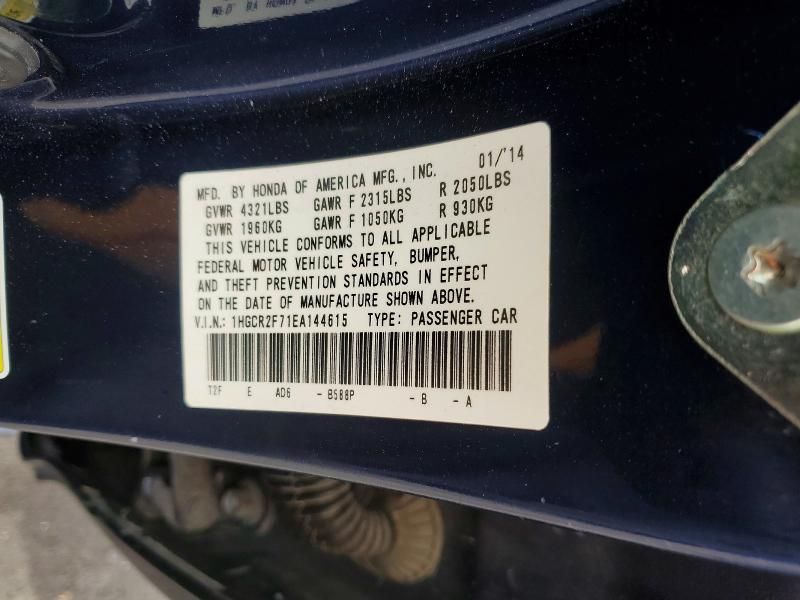 01/'14
MFD. BY HONDA OF AMERICA MFG., INC.
GVWR 4321LBS GAWR F 2315LBS R 2050LBS
GVWR 1960KG GAWR F 1050KG R 930KG
THIS VEHICLE CONFORMS TO ALL APPLICABLE
FEDERAL MOTOR VEHICLE SAFETY, BUMPER,
AND THEFT PREVENTION STANDARDS IN EFFECT
ON THE DATE OF MANUFACTURE SHOWN ABOVE.
V.I.N.: 1HGCR2F71EA144615 TYPE: PASSENGER CAR
T2F E AD6 -B588P -B -A